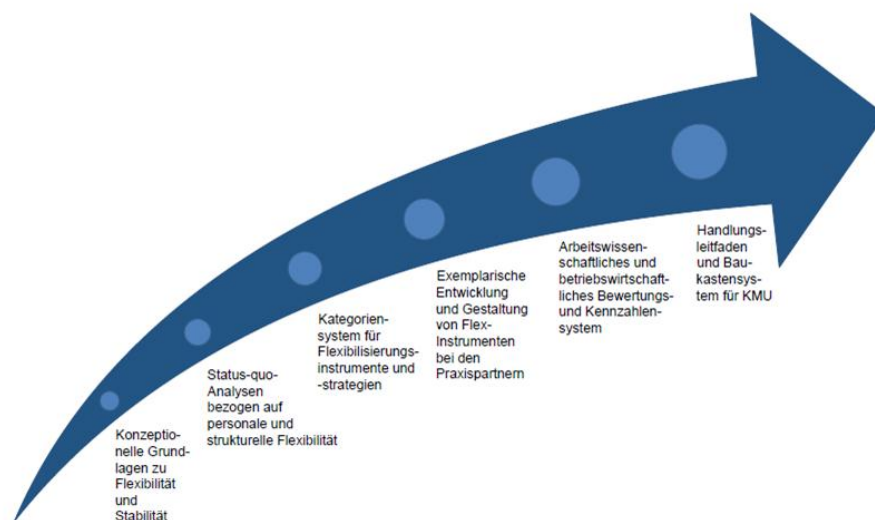 Konzeptio-
nelle Grund-
lagen zu
Flexibilität
und
Stabilität
Status-quo-
Analysen
bezogen auf
personale und
strukturelle Flexibilität
Kategorien-
system für
Flexibilisierungs-
instrumente und
-strategien
Exemplarische
Entwicklung
und Gestaltung
von Flex-
Instrumenten
bei den
Praxispartnern
Arbeitswissen-
schaftliches und
betriebswirtschaft-
liches Bewertungs-
und Kennzahlen-
system
Handlungs-
leitfaden
und Bau-
kastensys-
tem für KMU